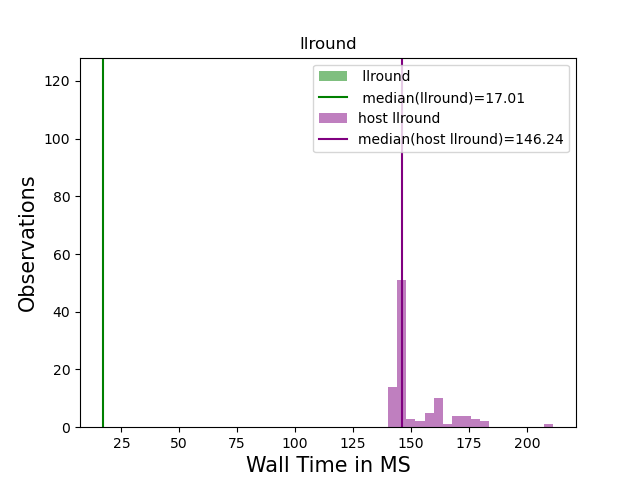 llround
llround
median(llround)=17.01
host llround
median(host llround)=146.24
Observations
120
100
80
60
40
20
0
25 50 75 100 125 150 175 200
Wall Time in MS